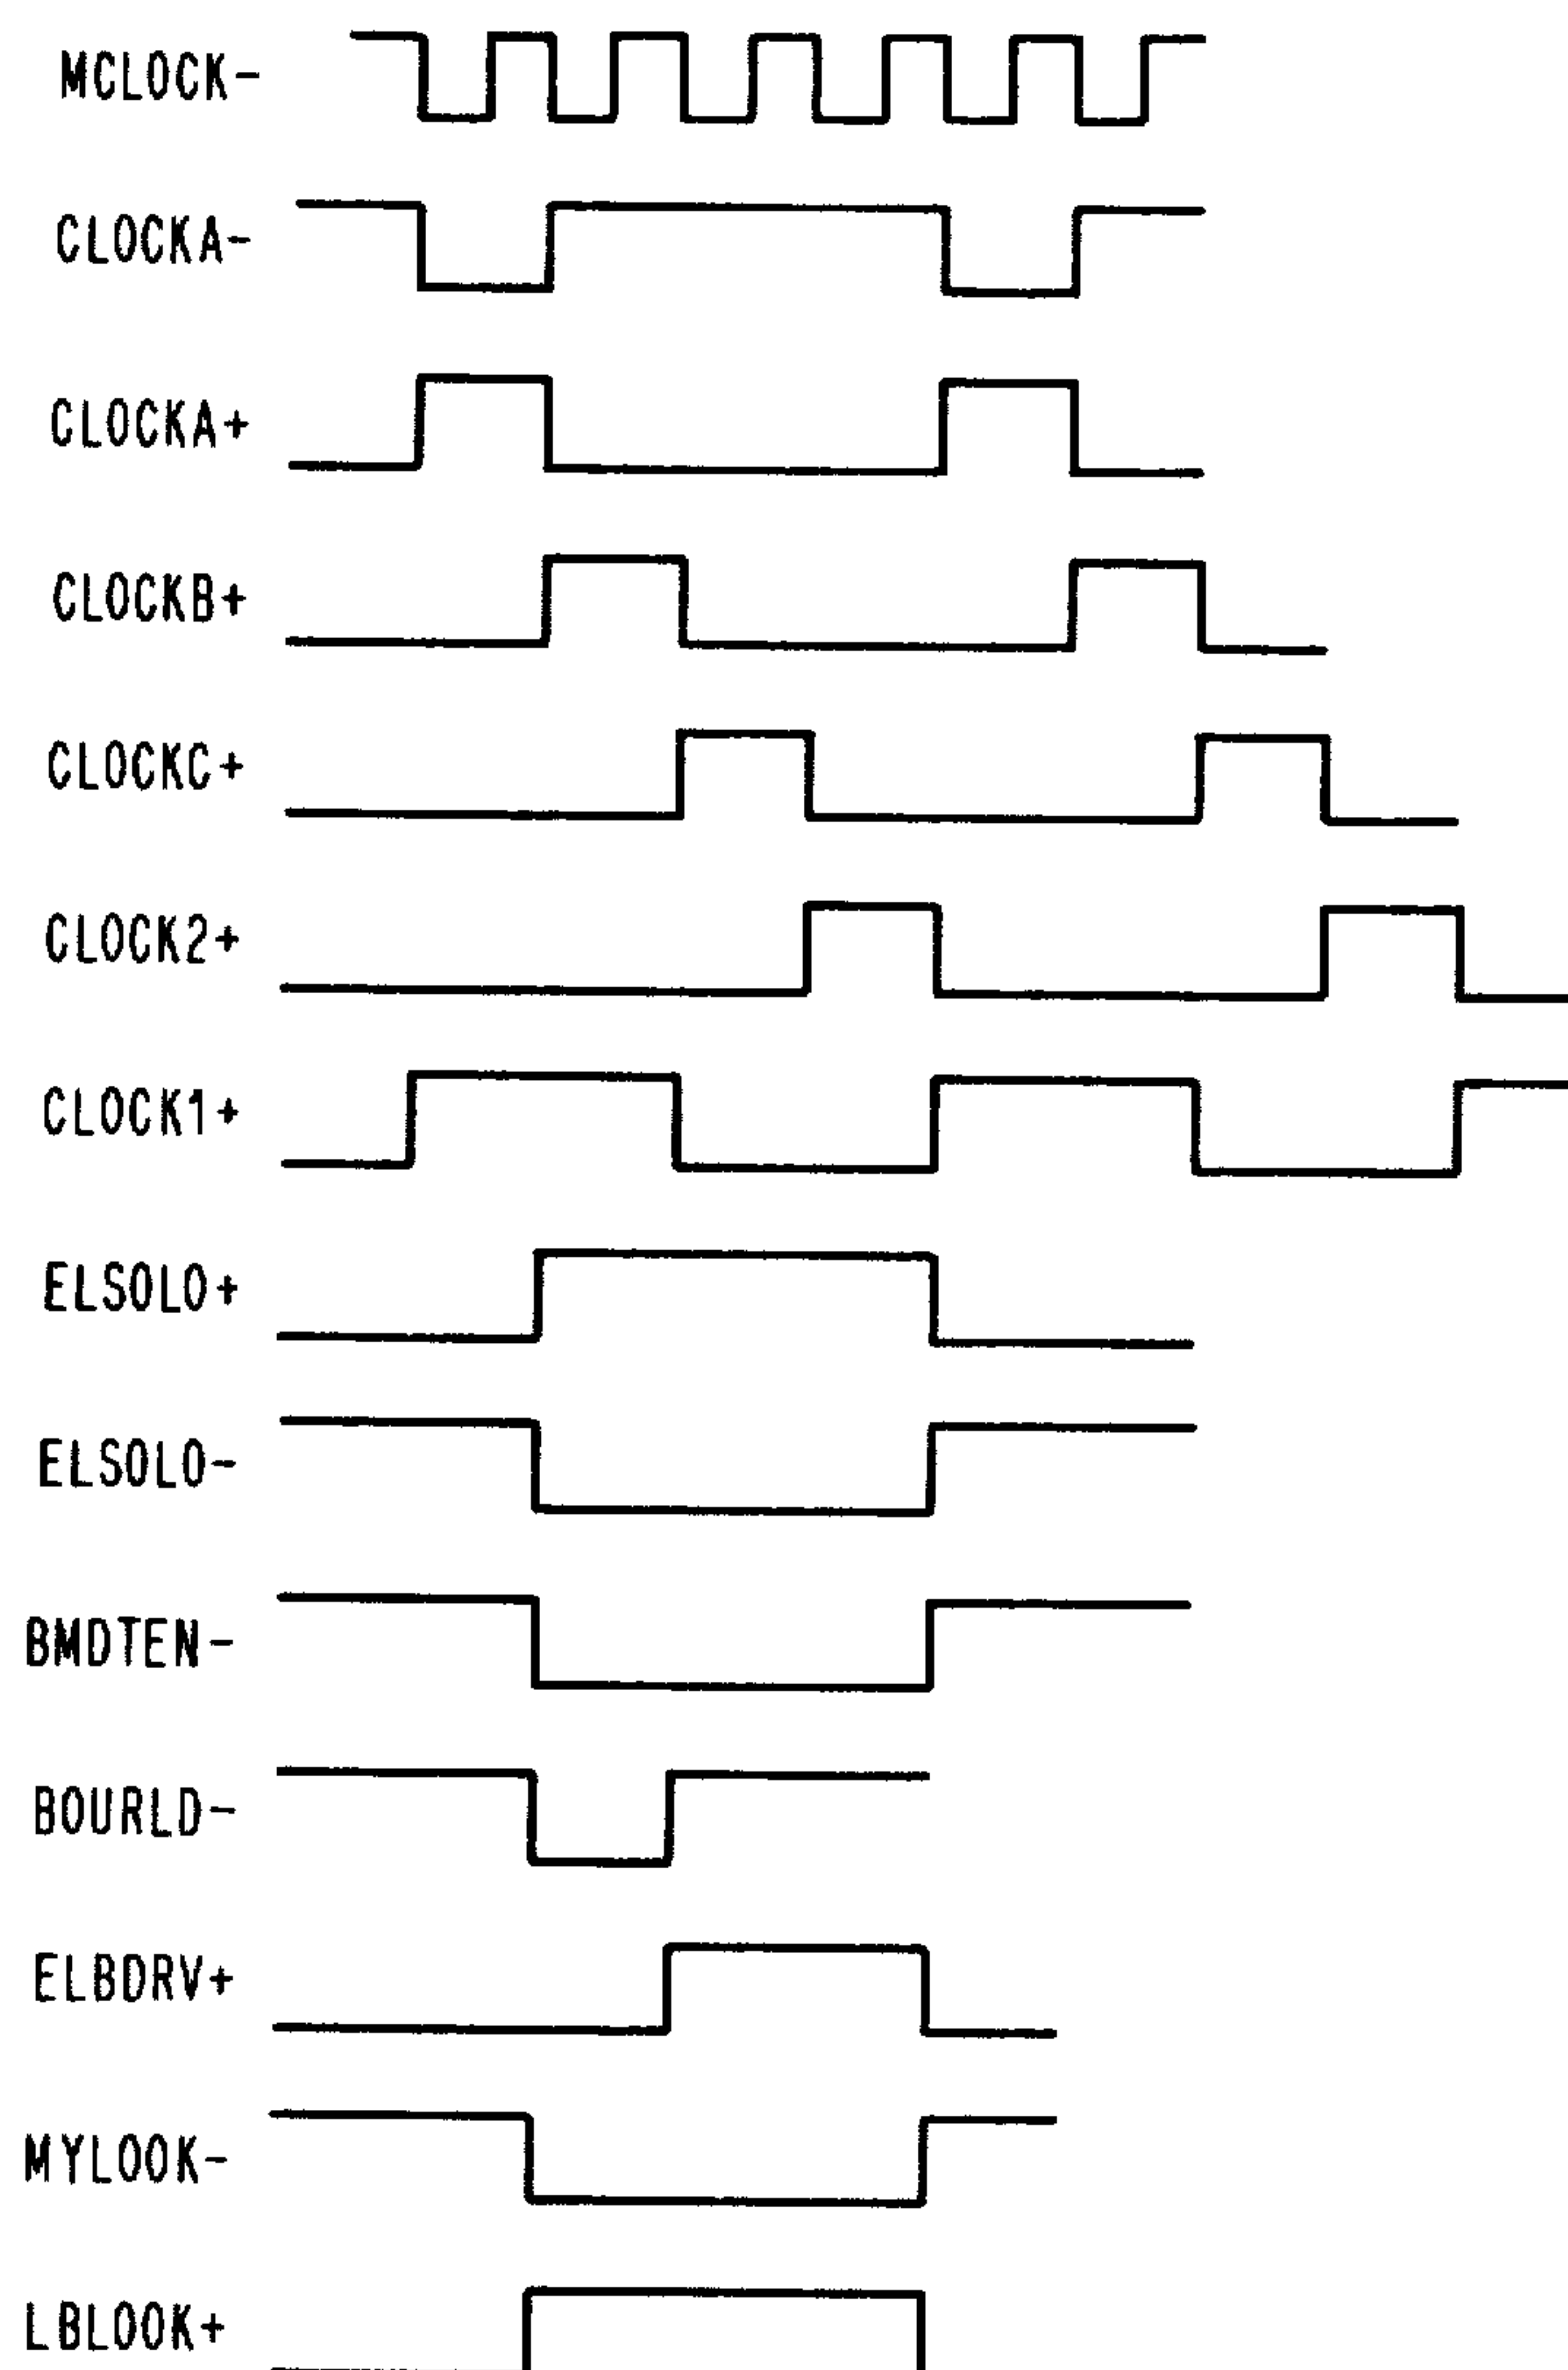 MCLOCK-
CLOCKA-
CLOCKA+
CLOCKB+
CLOCKC+
CLOCK2+
CLOCK1+
ELSOLO+
ELSOLO-
BMDTEN-
BOURLD-
ELBDRV+
MYLOOK-
LBLOOK+